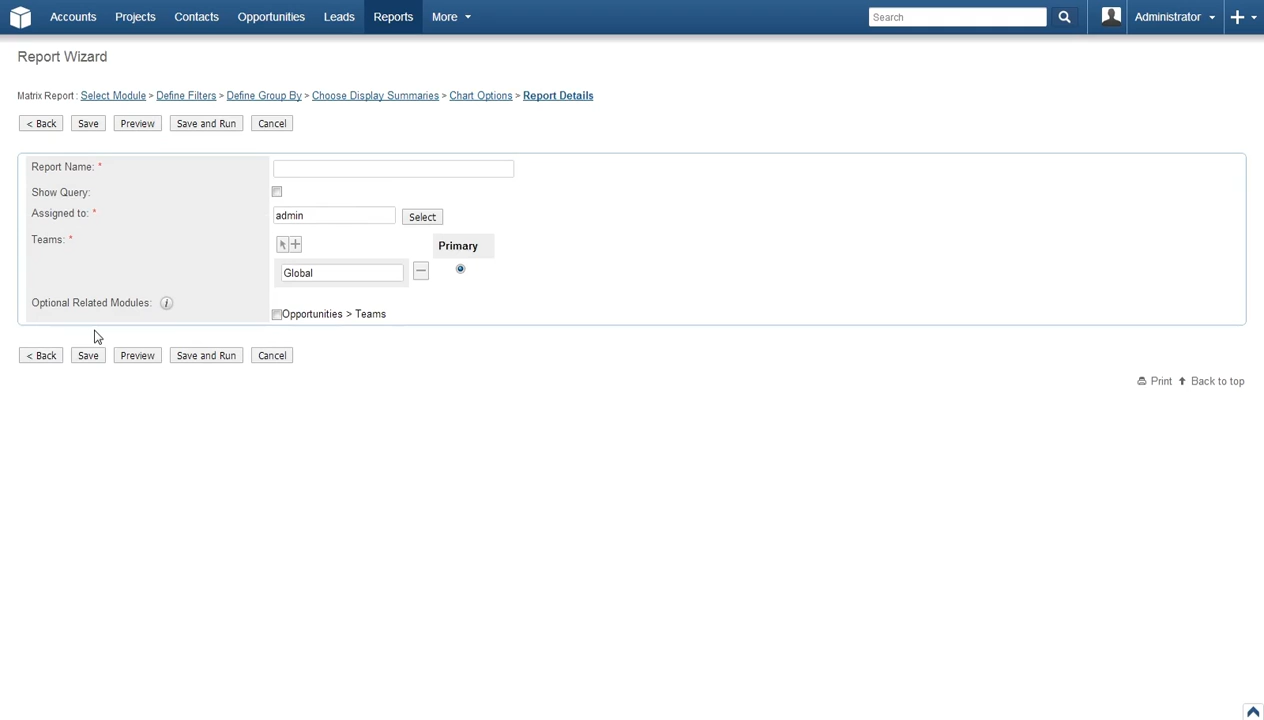 Accounts Projects Contacts Opportunities Leads Reports More Search Administrator
Report Wizard
Matrix Report : Select Module > Define Filters > Define Group By > Choose Display Summaries > Chart Options > Report Details
< Back Save Preview Save and Run Cancel
Report Name: *
Show Query:
Assigned to: * admin Select
Teams: * Primary
Global
Optional Related Modules: i
Opportunities > Teams
< Back Save Preview Save and Run Cancel
Print Back to top